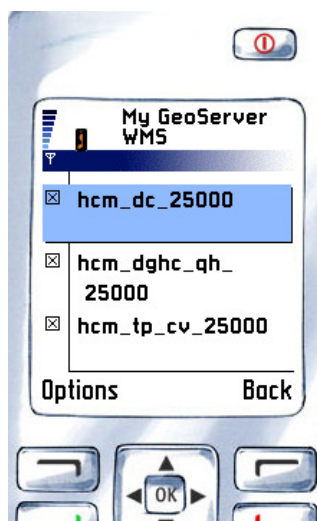 My GeoServer
WMS
hcm_dc_25000
hcm_dghc_qh_
25000
hcm_tp_cv_25000
Options
Back
OK